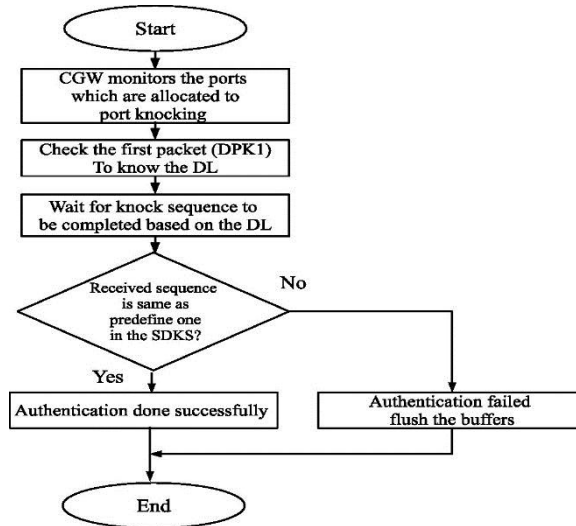 Start
CGW monitors the ports
which are allocated to
port knocking
Check the first packet (DPK1)
To know the DL
Wait for knock sequence to
be completed based on the DL
No
Received sequence
is same as
predefine one
in the SDKS?
Yes
Authentication done successfully
Authentication failed
flush the buffers
End